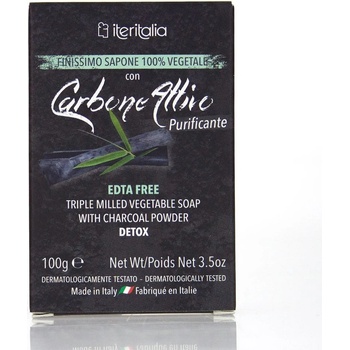 iteritalia
FINISSIMO SAPONE 100% VEGETALE
con
Carbone Attivo
Purificante
EDTA FREE
TRIPLE MILLED VEGETABLE SOAP
WITH CHARCOAL POWDER
DETOX
100g ℮ Net Wt/Poids Net 3.5oz
DERMATOLOGICAMENTE TESTATO - DERMATOLOGICALLY TESTED
Made in Italy Fabriqué en Italie